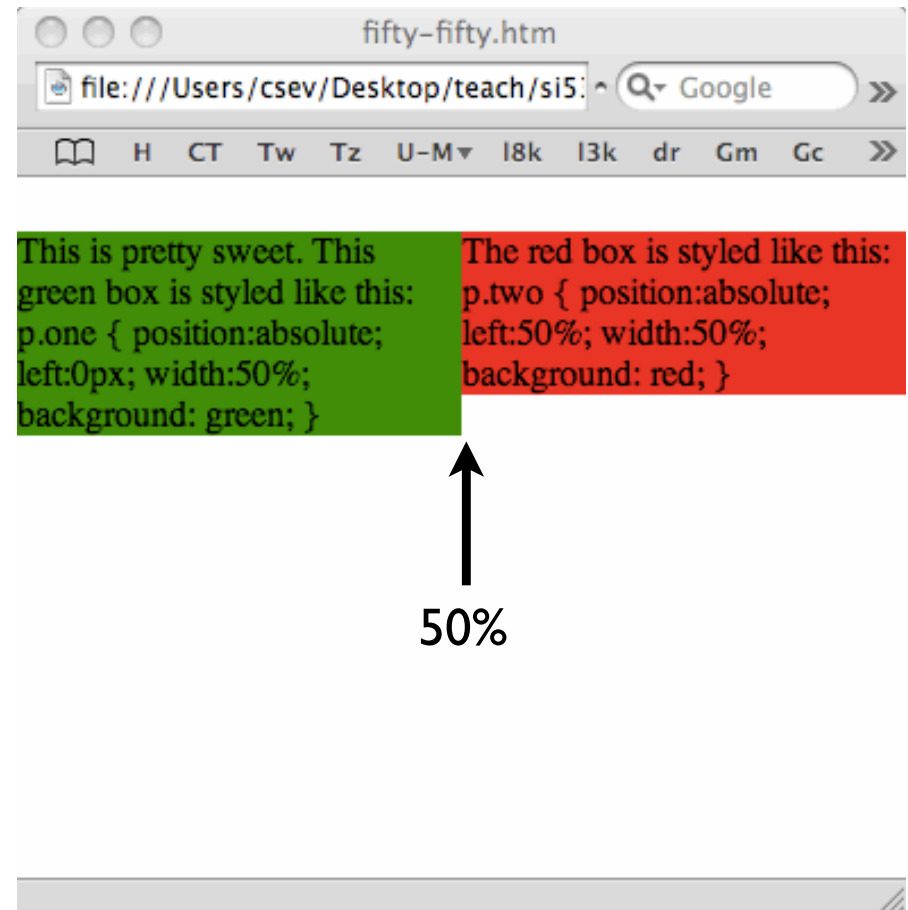 fifty-fifty.htm
file:///Users/csev/Desktop/teach/si5 Google
H CT Tw Tz U-M▾ I8k I3k dr Gm Gc
This is pretty sweet. This
green box is styled like this:
p.one { position:absolute;
left:0px; width:50%;
background: green; }
The red box is styled like this:
p.two { position:absolute;
left:50%; width:50%;
background: red; }
50%